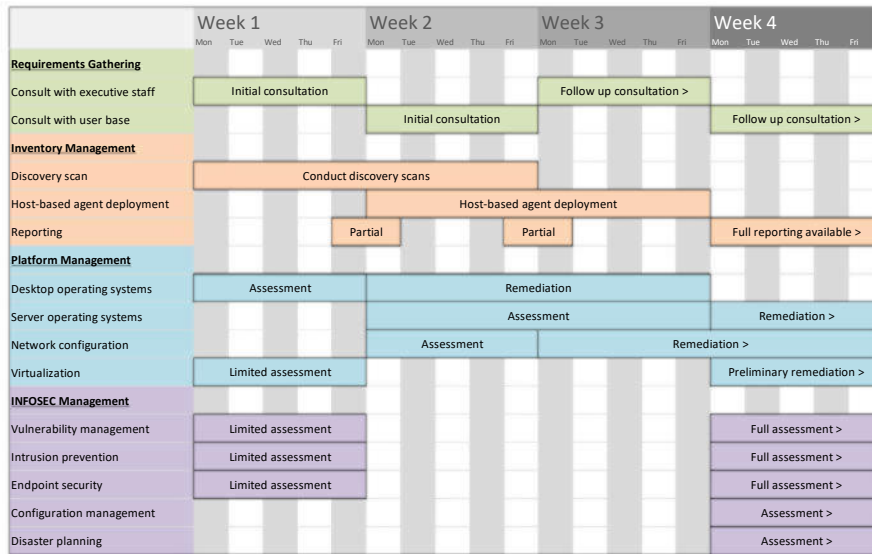 Week 1 Week 2 Week 3 Week 4
Mon Tue Wed Thu Fri Mon Tue Wed Thu Fri Mon Tue Wed Thu Fri Mon Tue Wed Thu Fri
Requirements Gathering
Consult with executive staff Initial consultation Follow up consultation >
Consult with user base Initial consultation Follow up consultation >
Inventory Management
Discovery scan Conduct discovery scans
Host-based agent deployment Host-based agent deployment
Reporting Partial Partial Full reporting available >
Platform Management
Desktop operating systems Assessment Remediation
Server operating systems Assessment Remediation >
Network configuration Assessment Remediation >
Virtualization Limited assessment Preliminary remediation >
INFOSEC Management
Vulnerability management Limited assessment Full assessment >
Intrusion prevention Limited assessment Full assessment >
Endpoint security Limited assessment Full assessment >
Configuration management Assessment >
Disaster planning Assessment >